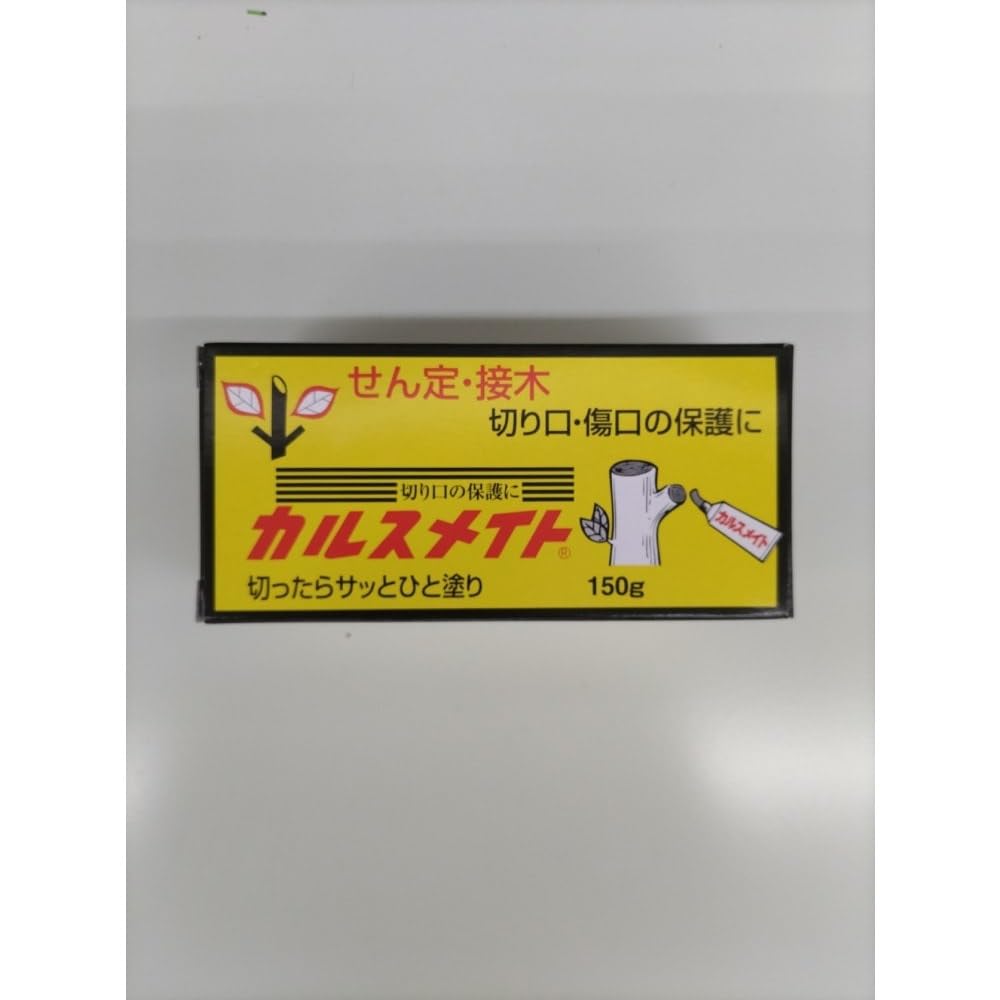 せん定・接木
切り口・傷口の保護に
切り口の保護に
カルスメイト®
カルスメイト
切ったらサッとひと塗り
150g